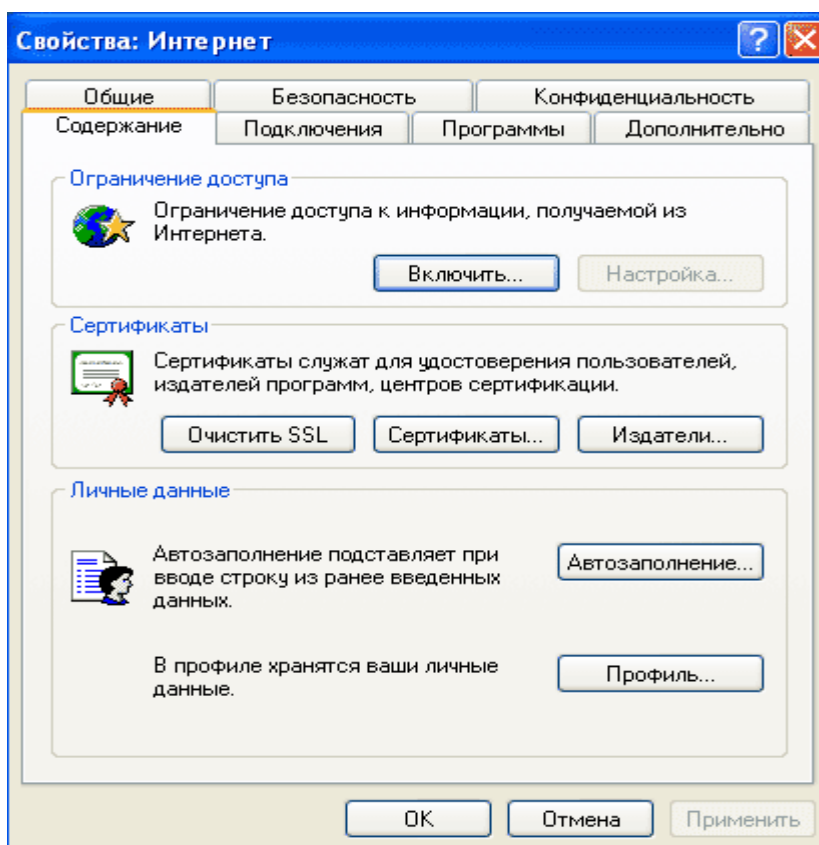 Свойства: Интернет
Общие Безопасность Конфиденциальность
Содержание Подключения Программы Дополнительно
Ограничение доступа
Ограничение доступа к информации, получаемой из
Интернета.
Включить... Настройка...
Сертификаты
Сертификаты служат для удостоверения пользователей,
издателей программ, центров сертификации.
Очистить SSL Сертификаты... Издатели...
Личные данные
Автозаполнение подставляет при
вводе строку из ранее введенных
данных.
Автозаполнение...
В профиле хранятся ваши личные
данные.
Профиль...
OK Отмена Применить